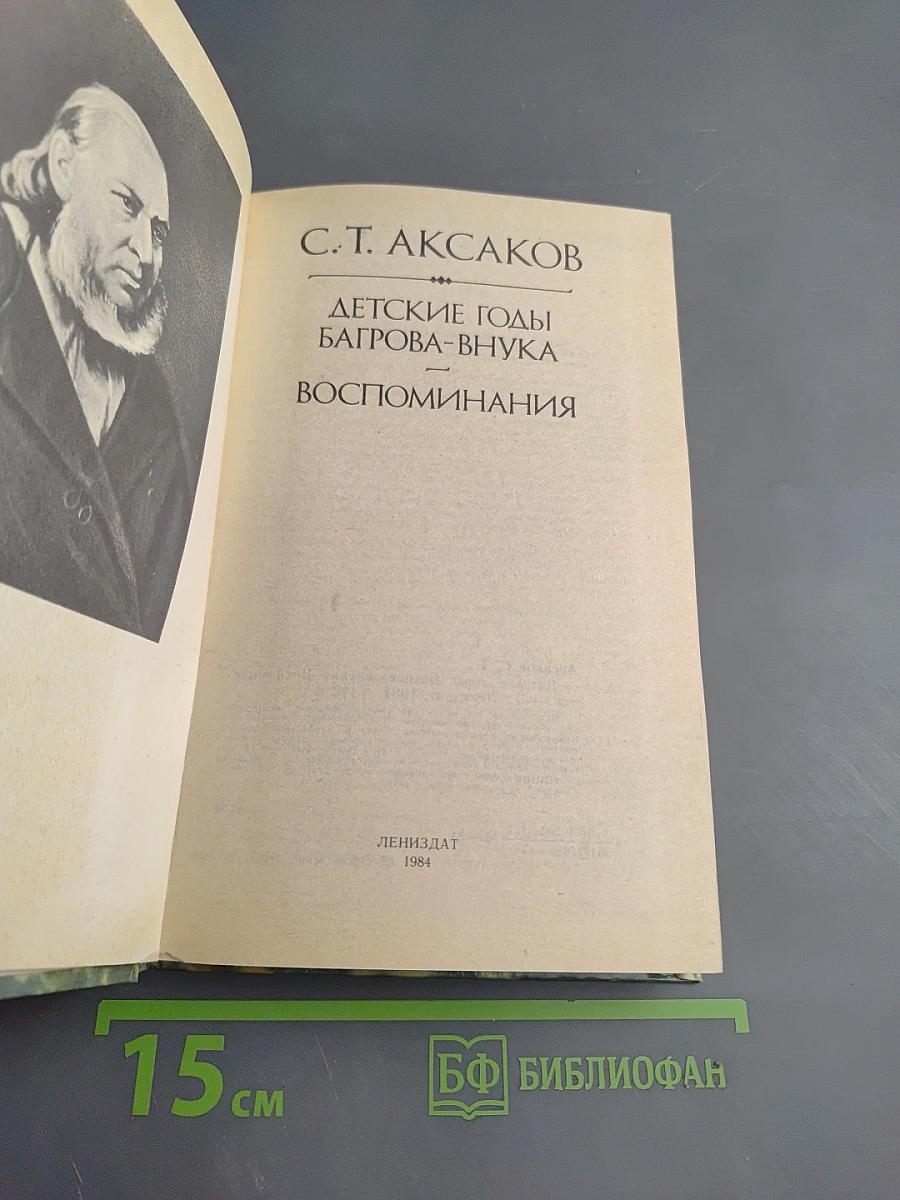 С. Т. АКСАКОВ
ДЕТСКИЕ ГОДЫ
БАГРОВА-ВНУКА
ВОСПОМИНАНИЯ
ЛЕНИЗДАТ
1984
15 см
БФ БИБЛИОФАН